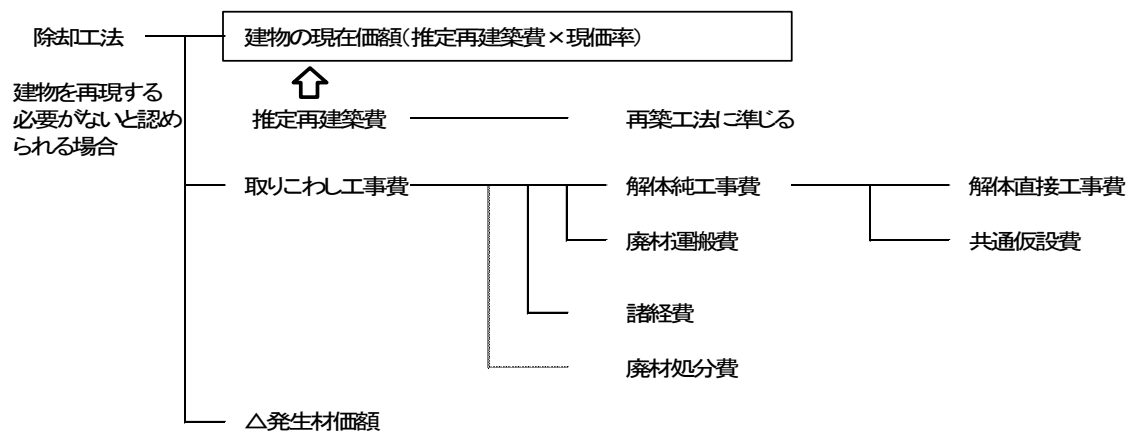 除却工法
建物の現在価額(推定再建築費×現価率)
建物を再現する
必要がないと認め
られる場合
推定再建築費
再築工法に準じる
取りこわし工事費
解体純工事費
解体直接工事費
廃材運搬費
共通仮設費
諸経費
廃材処分費
△発生材価額